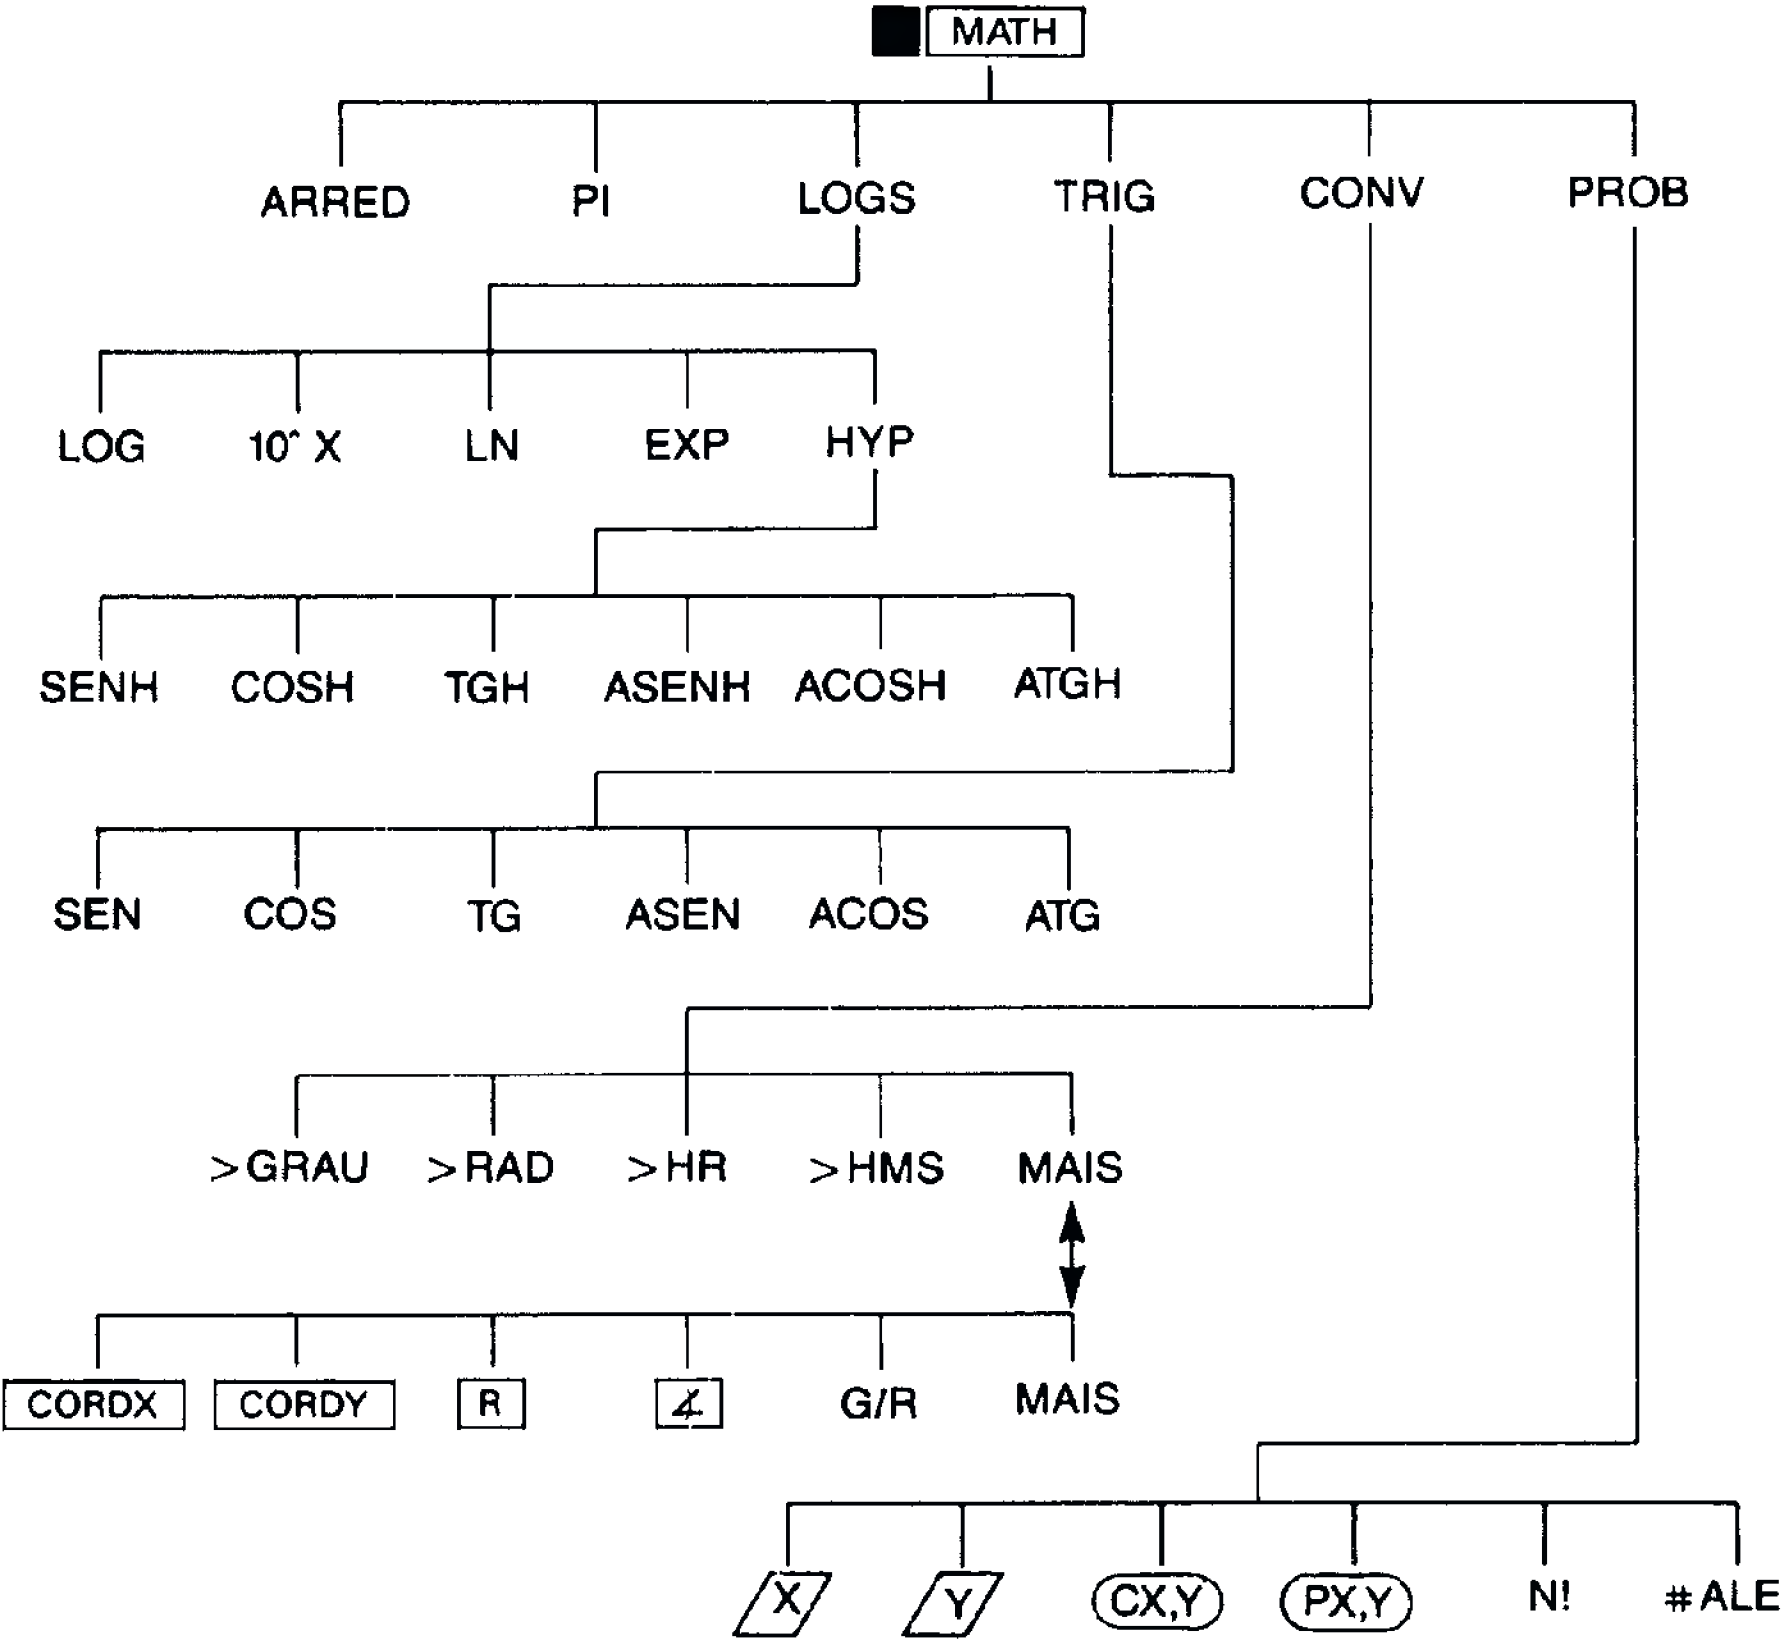 MATH
ARRED PI LOGS TRIG CONV PROB
LOG 10^ X LN EXP HYP
SENH COSH TGH ASENH ACOSH ATGH
SEN COS TG ASEN ACOS ATG
>GRAU >RAD >HR >HMS MAIS
CORDX CORDY R ∡ G/R MAIS
X Y CX,Y PX,Y N! #ALE